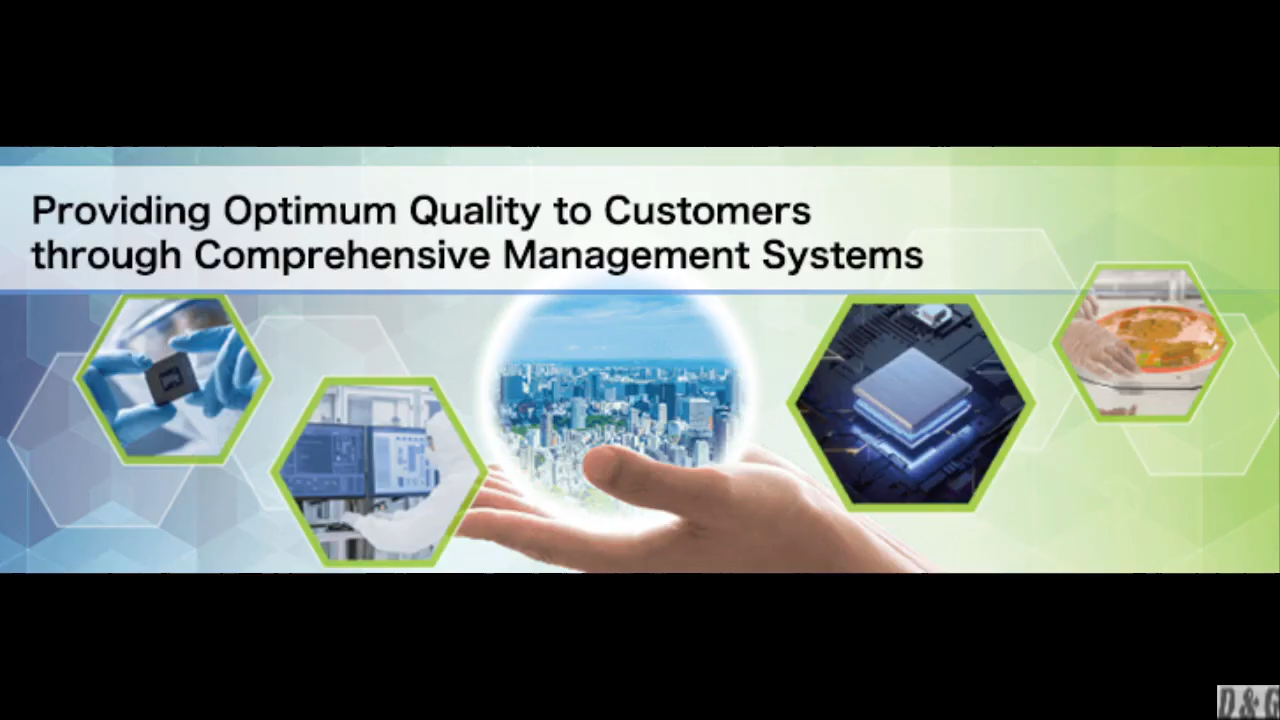 Providing Optimum Quality to Customers
through Comprehensive Management Systems
D & G